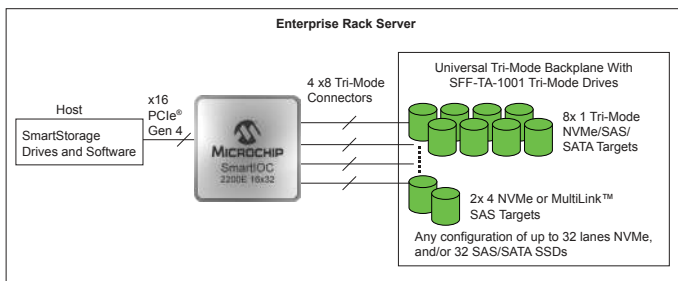 Enterprise Rack Server
Host
SmartStorage
Drives and Software
x16
PCIe®
Gen 4
MICROCHIP
SmartIOC
2200E 16x32
4 x8 Tri-Mode
Connectors
Universal Tri-Mode Backplane With
SFF-TA-1001 Tri-Mode Drives
8x 1 Tri-Mode
NVMe/SAS/
SATA Targets
2x 4 NVMe or MultiLink™
SAS Targets
Any configuration of up to 32 lanes NVMe,
and/or 32 SAS/SATA SSDs